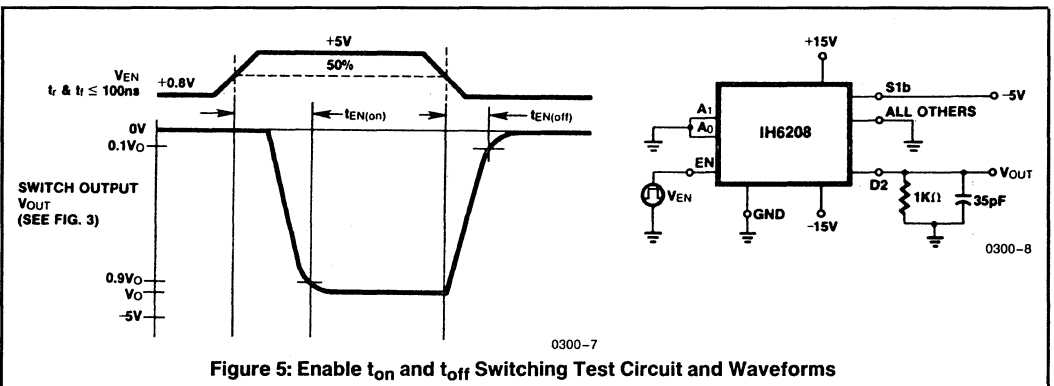 +5V
50%
VEN
tr & tf ≤ 100ns
+0.8V
tEN(on)
tEN(off)
0V
0.1VO
SWITCH OUTPUT
VOUT
(SEE FIG. 3)
0.9VO
VO
-5V
0300-7
+15V
S1b
-5V
ALL OTHERS
A1
A0
IH6208
EN
VEN
D2
VOUT
1KΩ
35pF
GND
-15V
0300-8
Figure 5: Enable ton and toff Switching Test Circuit and Waveforms